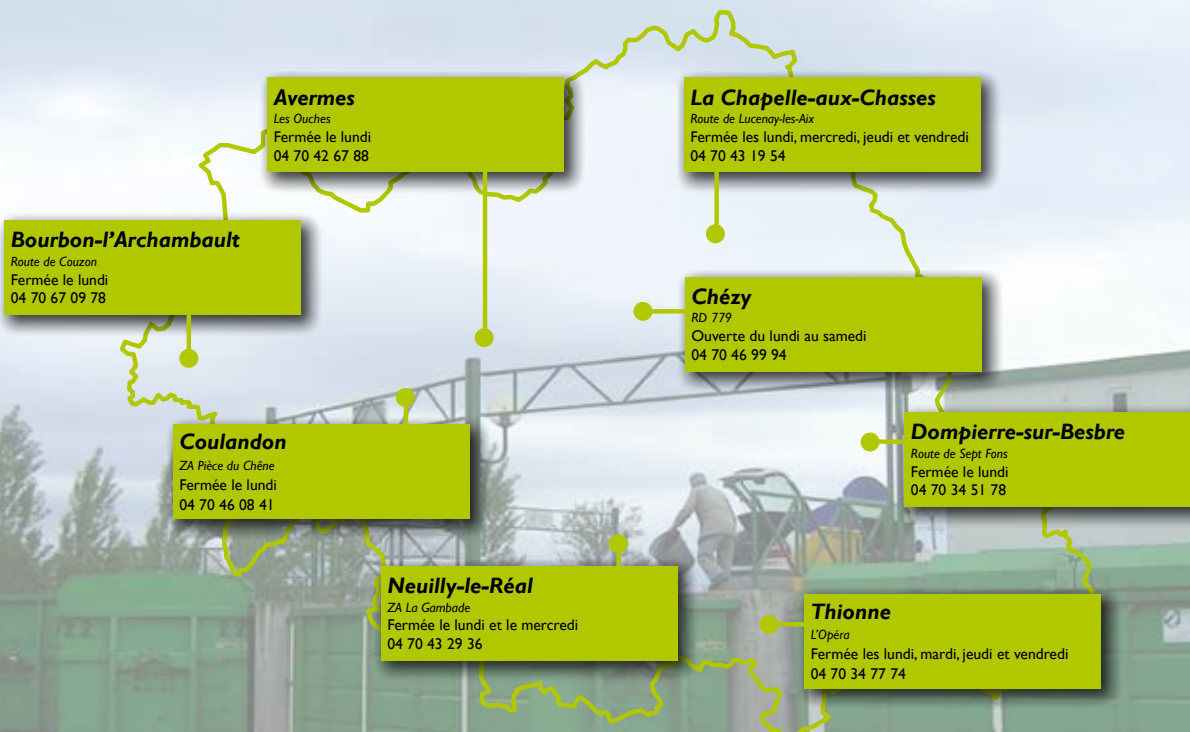 Avermes
Les Ouches
Fermée le lundi
04 70 42 67 88
La Chapelle-aux-Chasses
Route de Lucenay-les-Aix
Fermée les lundi, mercredi, jeudi et vendredi
04 70 43 19 54
Bourbon-l'Archambault
Route de Couzon
Fermée le lundi
04 70 67 09 78
Chézy
RD 779
Ouverte du lundi au samedi
04 70 46 99 94
Coulandon
ZA Pièce du Chêne
Fermée le lundi
04 70 46 08 41
Dompierre-sur-Besbre
Route de Sept Fons
Fermée le lundi
04 70 34 51 78
Neuilly-le-Réal
ZA La Gambade
Fermée le lundi et le mercredi
04 70 43 29 36
Thionne
L'Opéra
Fermée les lundi, mardi, jeudi et vendredi
04 70 34 77 74